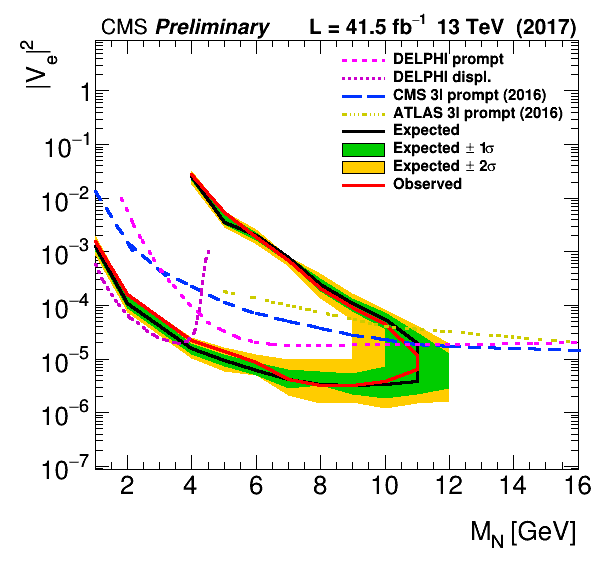 CMS Preliminary L = 41.5 fb⁻¹ 13 TeV (2017)
|V_e|²
DELPHI prompt
DELPHI displ.
CMS 3l prompt (2016)
ATLAS 3l prompt (2016)
Expected
Expected ± 1σ
Expected ± 2σ
Observed
1
10⁻¹
10⁻²
10⁻³
10⁻⁴
10⁻⁵
10⁻⁶
10⁻⁷
2 4 6 8 10 12 14 16
M_N [GeV]